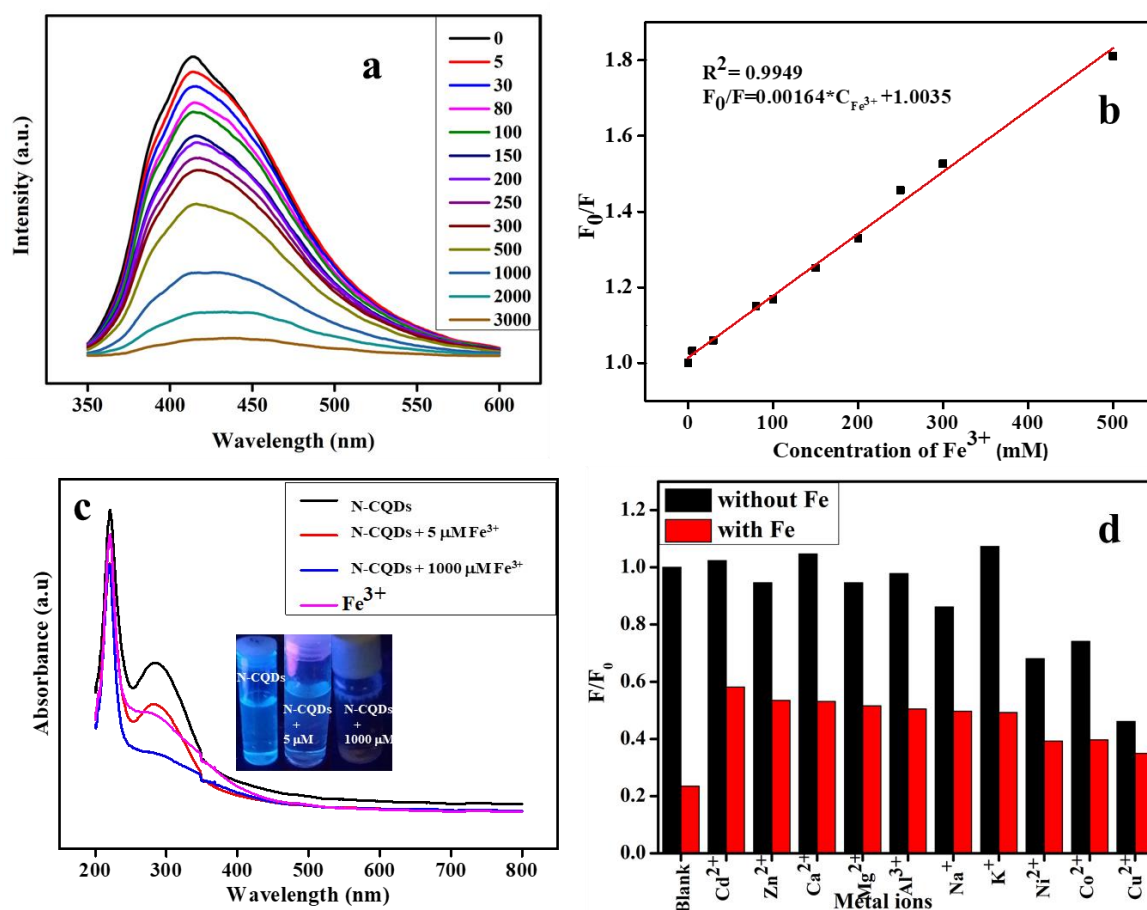 a
0
5
30
80
100
150
200
250
300
500
1000
2000
3000
Intensity (a.u.)
350 400 450 500 550 600
Wavelength (nm)
b
R² = 0.9949
F₀/F=0.00164*C Fe³⁺ +1.0035
1.8
1.6
1.4
1.2
1.0
F₀/F
0 100 200 300 400 500
Concentration of Fe³⁺ (mM)
c
N-CQDs
N-CQDs + 5 μM Fe³⁺
N-CQDs + 1000 μM Fe³⁺
Fe³⁺
N-CQDs
N-CQDs
+
5 μM
N-CQDs
+
1000 μM
Absorbance (a.u)
200 300 400 500 600 700 800
Wavelength (nm)
d
without Fe
with Fe
1.2
1.0
0.8
0.6
0.4
0.2
0.0
F/F₀
Blank Cd²⁺ Zn²⁺ Ca²⁺ Mg²⁺ Al³⁺ Na⁺ K⁺ Ni²⁺ Co²⁺ Cu²⁺
Metal ions